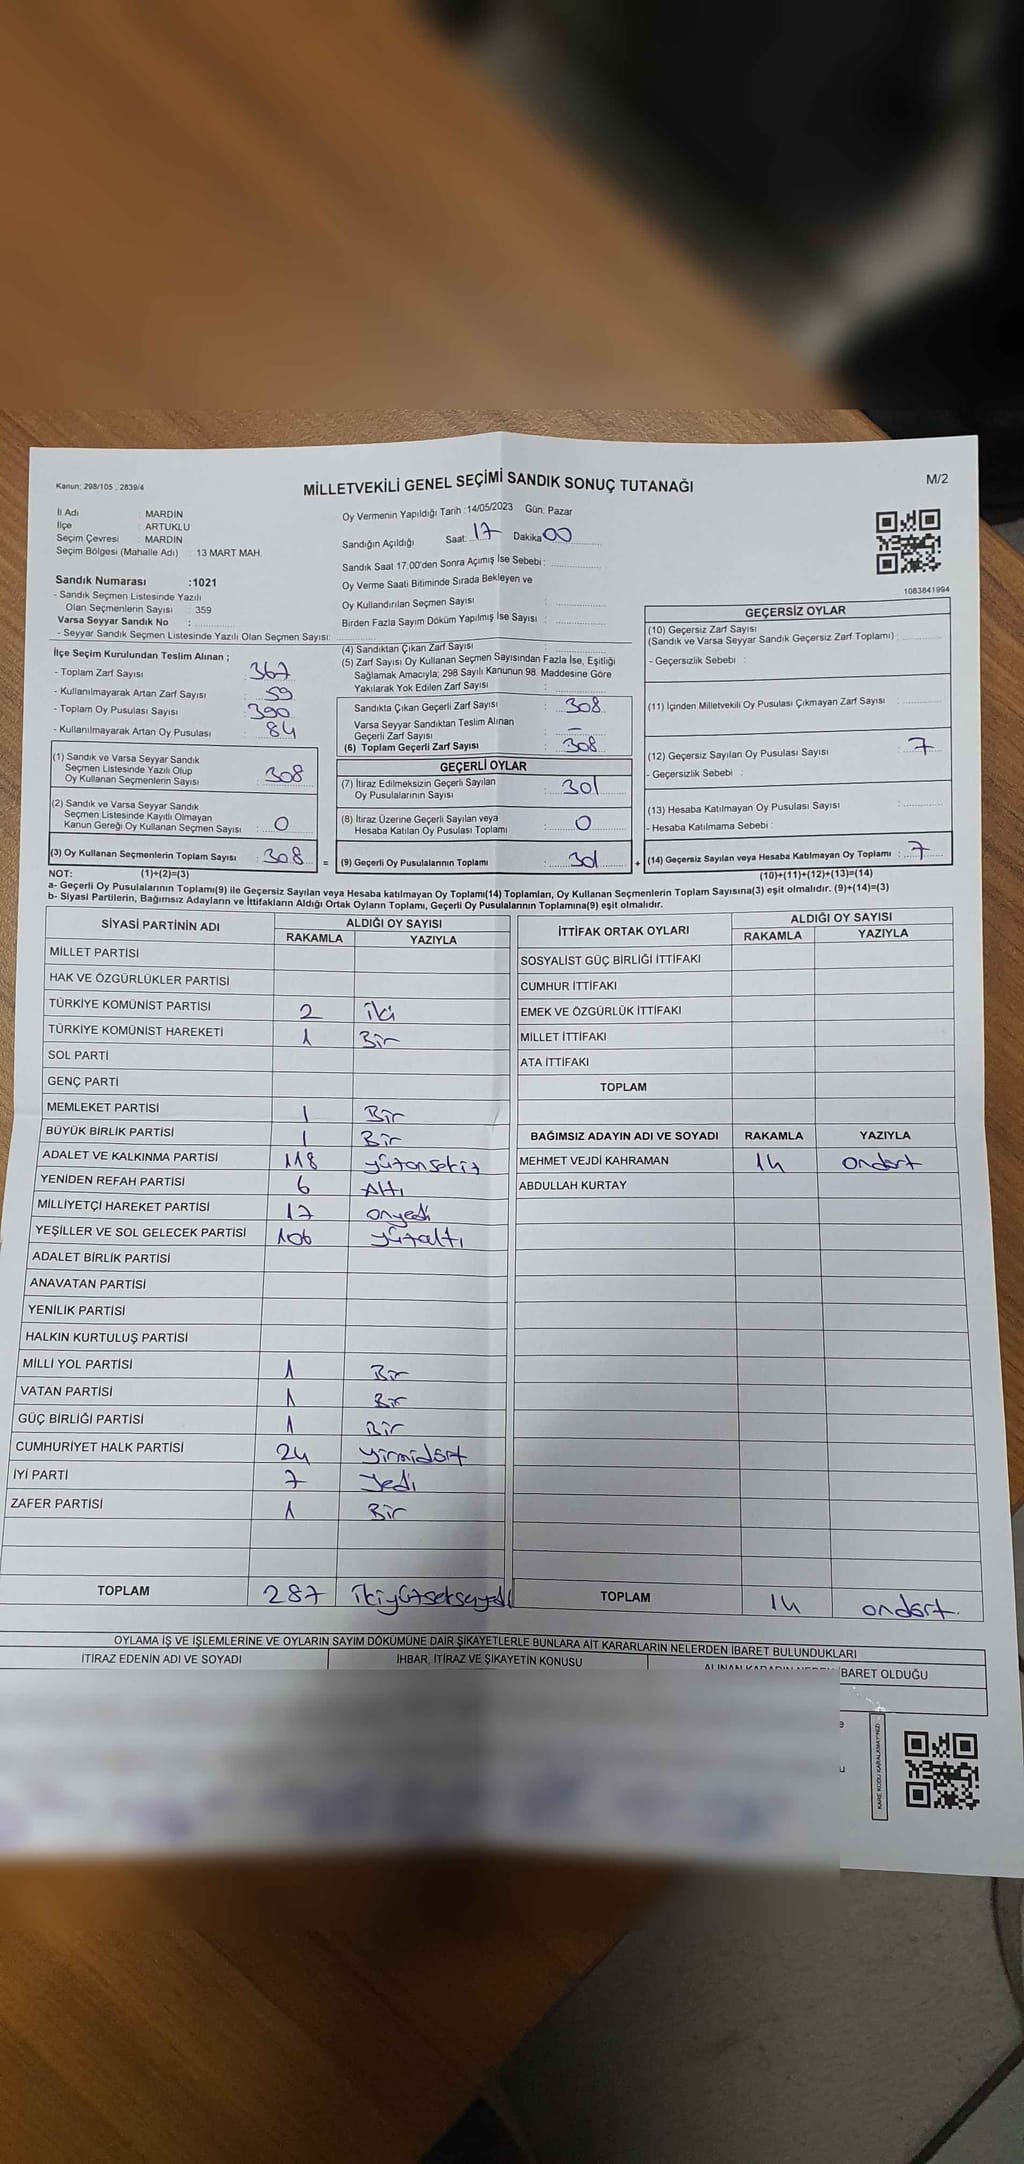 Kanun: 298/105 , 2839/4
MİLLETVEKİLİ GENEL SEÇİMİ SANDIK SONUÇ TUTANAĞI
M/2
İl Adı : MARDİN
İlçe : ARTUKLU
Seçim Çevresi : MARDİN
Seçim Bölgesi (Mahalle Adı) : 13 MART MAH.
Oy Vermenin Yapıldığı Tarih :14/05/2023 Gün: Pazar
Sandığın Açıldığı Saat: 17 Dakika 00
Sandık Saat 17.00'den Sonra Açımış İse Sebebi :
Oy Verme Saati Bitiminde Sırada Bekleyen ve
Oy Kullandırılan Seçmen Sayısı :
Birden Fazla Sayım Döküm Yapılmış İse Sayısı :
1083841994
Sandık Numarası :1021
- Sandık Seçmen Listesinde Yazılı
Olan Seçmenlerin Sayısı : 359
Varsa Seyyar Sandık No :
- Seyyar Sandık Seçmen Listesinde Yazılı Olan Seçmen Sayısı:
İlçe Seçim Kurulundan Teslim Alınan ;
- Toplam Zarf Sayısı : 367
- Kullanılmayarak Artan Zarf Sayısı : 59
- Toplam Oy Pusulası Sayısı : 390
- Kullanılmayarak Artan Oy Pusulası : 84
(1) Sandık ve Varsa Seyyar Sandık
Seçmen Listesinde Yazılı Olup
Oy Kullanan Seçmenlerin Sayısı : 308
(2) Sandık ve Varsa Seyyar Sandık
Seçmen Listesinde Kayıtlı Olmayan
Kanun Gereği Oy Kullanan Seçmen Sayısı : 0
(3) Oy Kullanan Seçmenlerin Toplam Sayısı : 308 =
(4) Sandıktan Çıkan Zarf Sayısı :
(5) Zarf Sayısı Oy Kullanan Seçmen Sayısından Fazla İse, Eşitliği
Sağlamak Amacıyla, 298 Sayılı Kanunun 98. Maddesine Göre
Yakılarak Yok Edilen Zarf Sayısı :
Sandıkta Çıkan Geçerli Zarf Sayısı : 308
Varsa Seyyar Sandıktan Teslim Alınan
Geçerli Zarf Sayısı : —
(6) Toplam Geçerli Zarf Sayısı : 308
GEÇERLİ OYLAR
(7) İtiraz Edilmeksizin Geçerli Sayılan
Oy Pusulalarının Sayısı : 301
(8) İtiraz Üzerine Geçerli Sayılan veya
Hesaba Katılan Oy Pusulası Toplamı : 0
(9) Geçerli Oy Pusulalarının Toplamı : 301 +
GEÇERSİZ OYLAR
(10) Geçersiz Zarf Sayısı
(Sandık ve Varsa Seyyar Sandık Geçersiz Zarf Toplamı) :
- Geçersizlik Sebebi :
(11) İçinden Milletvekili Oy Pusulası Çıkmayan Zarf Sayısı :
(12) Geçersiz Sayılan Oy Pusulası Sayısı : 7
- Geçersizlik Sebebi :
(13) Hesaba Katılmayan Oy Pusulası Sayısı :
- Hesaba Katılmama Sebebi :
(14) Geçersiz Sayılan veya Hesaba Katılmayan Oy Toplamı : 7
NOT: (1)+(2)=(3)
(10)+(11)+(12)+(13)=(14)
a- Geçerli Oy Pusulalarının Toplamı(9) ile Geçersiz Sayılan veya Hesaba katılmayan Oy Toplamı(14) Toplamları, Oy Kullanan Seçmenlerin Toplam Sayısına(3) eşit olmalıdır. (9)+(14)=(3)
b- Siyasi Partilerin, Bağımsız Adayların ve İttifakların Aldığı Ortak Oyların Toplamı, Geçerli Oy Pusulalarının Toplamına(9) eşit olmalıdır.
SİYASİ PARTİNİN ADI ALDIĞI OY SAYISI
RAKAMLA YAZIYLA
MİLLET PARTİSİ
HAK VE ÖZGÜRLÜKLER PARTİSİ
TÜRKİYE KOMÜNİST PARTİSİ 2 iki
TÜRKİYE KOMÜNİST HAREKETİ 1 Bir
SOL PARTİ
GENÇ PARTİ
MEMLEKET PARTİSİ 1 Bir
BÜYÜK BİRLİK PARTİSİ 1 Bir
ADALET VE KALKINMA PARTİSİ 118 yüzonsekiz
YENİDEN REFAH PARTİSİ 6 Altı
MİLLİYETÇİ HAREKET PARTİSİ 17 onyedi
YEŞİLLER VE SOL GELECEK PARTİSİ 106 yüzaltı
ADALET BİRLİK PARTİSİ
ANAVATAN PARTİSİ
YENİLİK PARTİSİ
HALKIN KURTULUŞ PARTİSİ
MİLLİ YOL PARTİSİ 1 Bir
VATAN PARTİSİ 1 Bir
GÜÇ BİRLİĞİ PARTİSİ 1 Bir
CUMHURİYET HALK PARTİSİ 24 yirmidört
İYİ PARTİ 7 Yedi
ZAFER PARTİSİ 1 Bir
TOPLAM 287 ikiyüzseksenyedi
İTTİFAK ORTAK OYLARI ALDIĞI OY SAYISI
RAKAMLA YAZIYLA
SOSYALİST GÜÇ BİRLİĞİ İTTİFAKI
CUMHUR İTTİFAKI
EMEK VE ÖZGÜRLÜK İTTİFAKI
MİLLET İTTİFAKI
ATA İTTİFAKI
TOPLAM
BAĞIMSIZ ADAYIN ADI VE SOYADI RAKAMLA YAZIYLA
MEHMET VEJDİ KAHRAMAN 14 ondört
ABDULLAH KURTAY
TOPLAM 14 ondört
OYLAMA İŞ VE İŞLEMLERİNE VE OYLARIN SAYIM DÖKÜMÜNE DAİR ŞİKAYETLERLE BUNLARA AİT KARARLARIN NELERDEN İBARET BULUNDUKLARI
İTİRAZ EDENİN ADI VE SOYADI İHBAR, İTİRAZ VE ŞİKAYETİN KONUSU İBARET OLDUĞU
KARE KODU KARALAMAYINIZ!